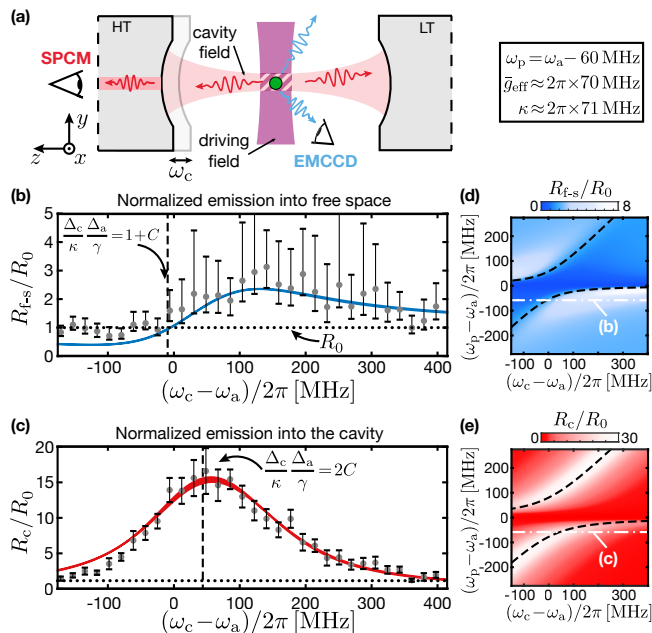 (a)
HT
LT
SPCM
cavity
field
driving
field
EMCCD
y
z
x
ω_c
ω_p = ω_a − 60 MHz
ḡ_eff ≈ 2π × 70 MHz
κ ≈ 2π × 71 MHz
(b)
Normalized emission into free space
Δ_c/κ Δ_a/γ = 1+C
R_0
R_f-s/R_0
5
4
3
2
1
0
-100 0 100 200 300 400
(ω_c − ω_a)/2π [MHz]
(c)
Normalized emission into the cavity
Δ_c/κ Δ_a/γ = 2C
R_c/R_0
20
15
10
5
0
-100 0 100 200 300 400
(ω_c − ω_a)/2π [MHz]
(d)
R_f-s/R_0
0 8
(ω_p − ω_a)/2π [MHz]
200
100
0
-100
-200
(b)
-100 100 300
(ω_c − ω_a)/2π [MHz]
(e)
R_c/R_0
0 30
(ω_p − ω_a)/2π [MHz]
200
100
0
-100
-200
(c)
-100 0 100 300
(ω_c − ω_a)/2π [MHz]